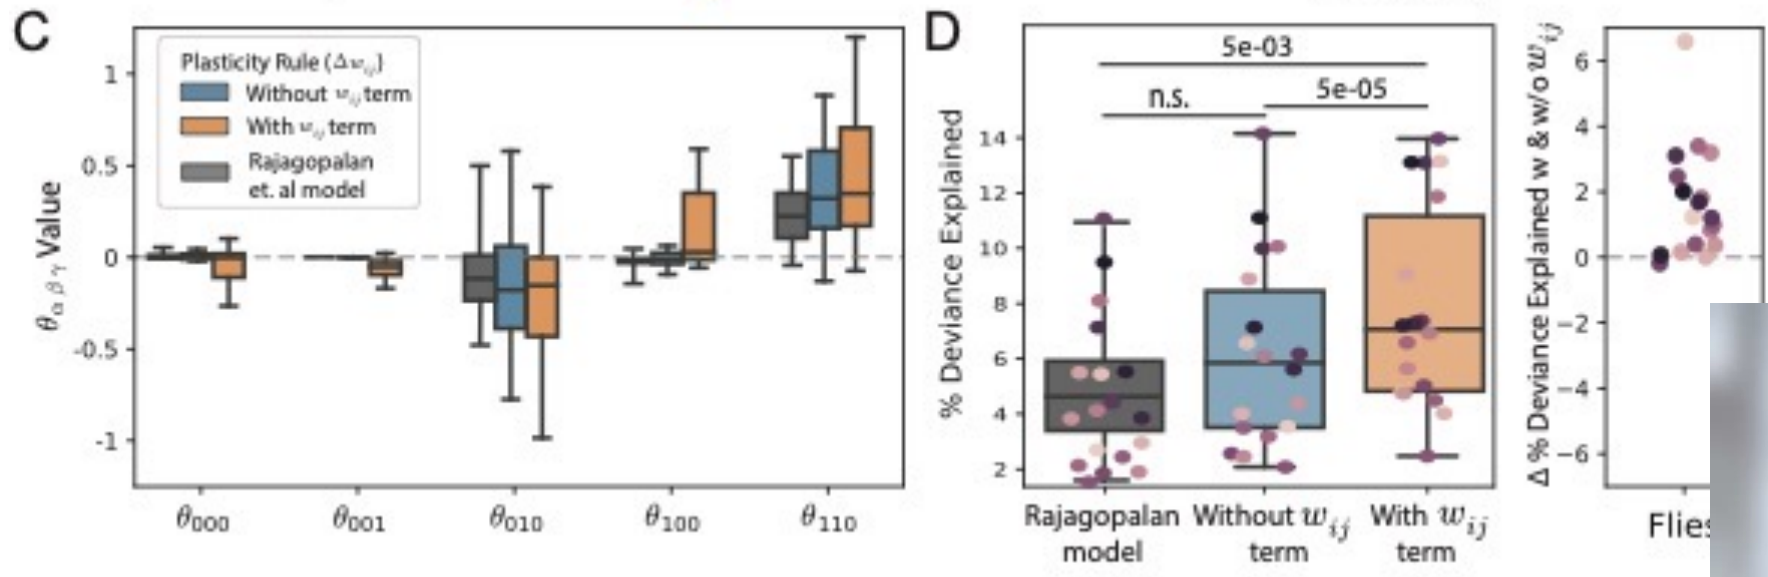 C
Plasticity Rule (Δw_ij)
Without w_ij term
With w_ij term
Rajagopalan
et. al model
θ_αβγ Value
1
0.5
0
-0.5
-1
θ_000
θ_001
θ_010
θ_100
θ_110
D
5e-03
n.s.
5e-05
% Deviance Explained
14
12
10
8
6
4
2
Rajagopalan
model
Without w_ij
term
With w_ij
term
Δ % Deviance Explained w & w/o w_ij
6
4
2
0
−2
−4
−6
Flies